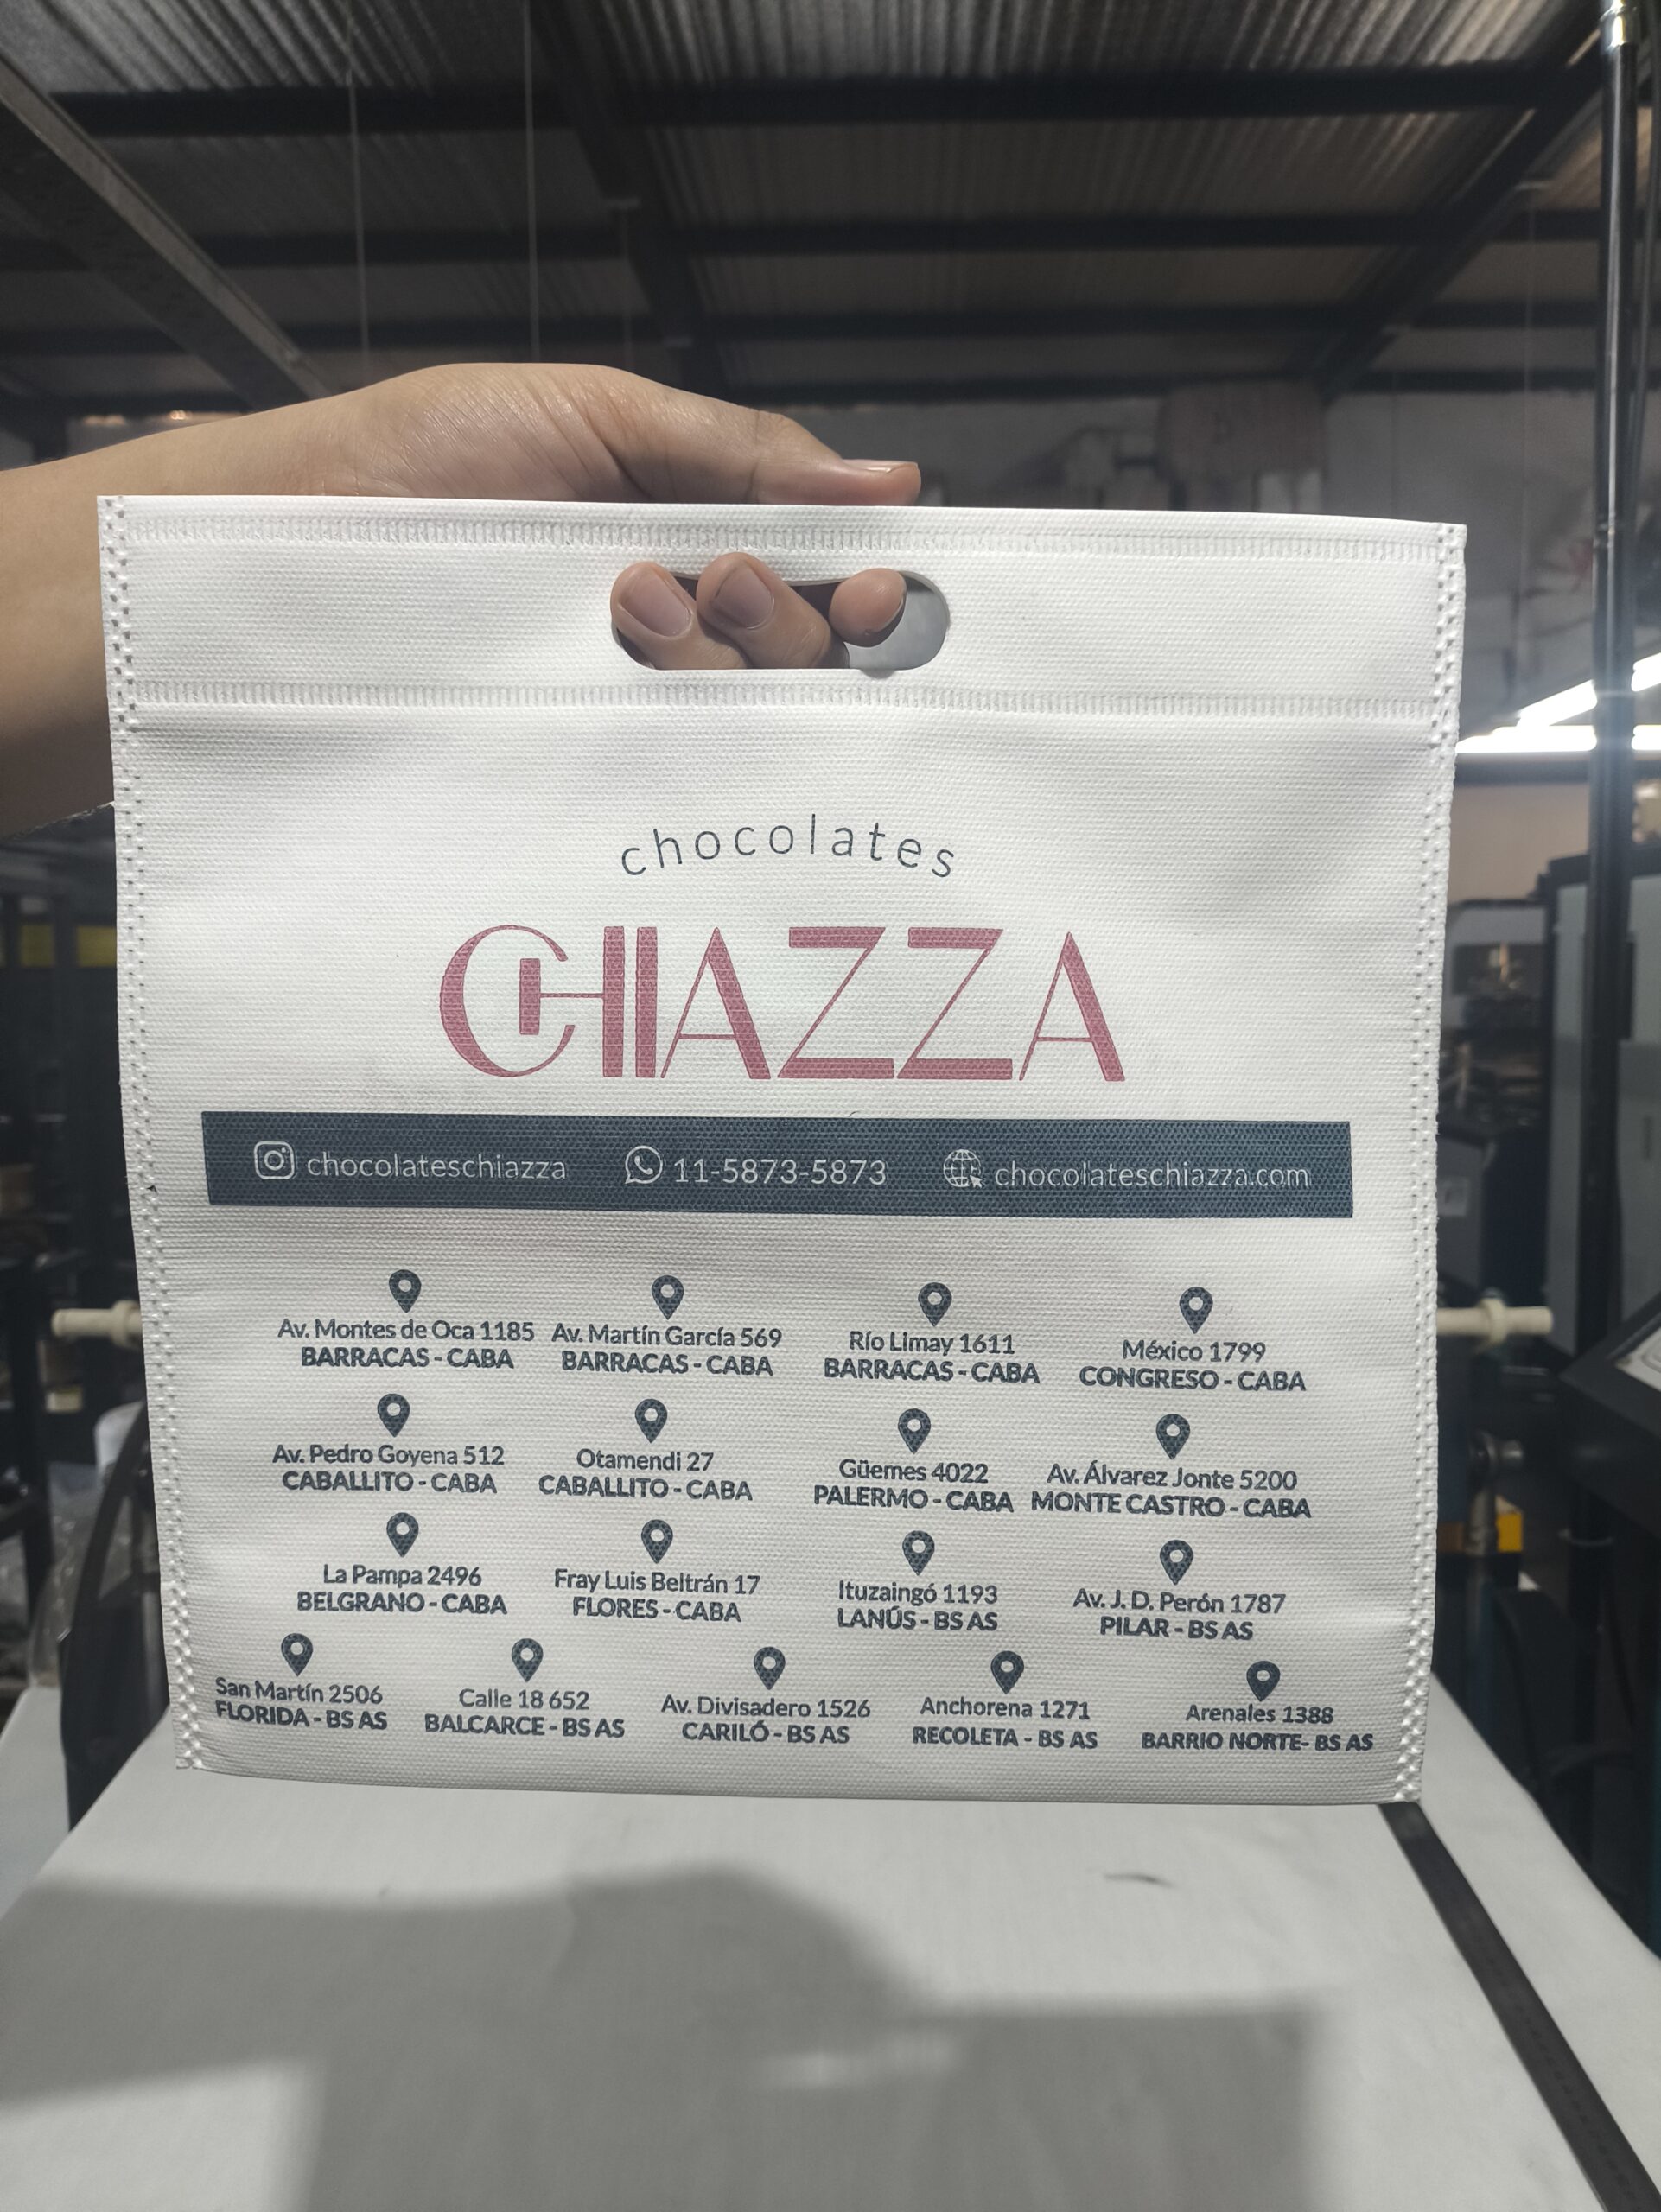 chocolates
CHIAZZA
chocolateschiazza 11-5873-5873 chocolateschiazza.com
Av. Montes de Oca 1185
BARRACAS - CABA
Av. Martín García 569
BARRACAS - CABA
Río Limay 1611
BARRACAS - CABA
México 1799
CONGRESO - CABA
Av. Pedro Goyena 512
CABALLITO - CABA
Otamendi 27
CABALLITO - CABA
Güemes 4022
PALERMO - CABA
Av. Álvarez Jonte 5200
MONTE CASTRO - CABA
La Pampa 2496
BELGRANO - CABA
Fray Luis Beltrán 17
FLORES - CABA
Ituzaingó 1193
LANÚS - BS AS
Av. J. D. Perón 1787
PILAR - BS AS
San Martín 2506
FLORIDA - BS AS
Calle 18 652
BALCARCE - BS AS
Av. Divisadero 1526
CARILÓ - BS AS
Anchorena 1271
RECOLETA - BS AS
Arenales 1388
BARRIO NORTE- BS AS